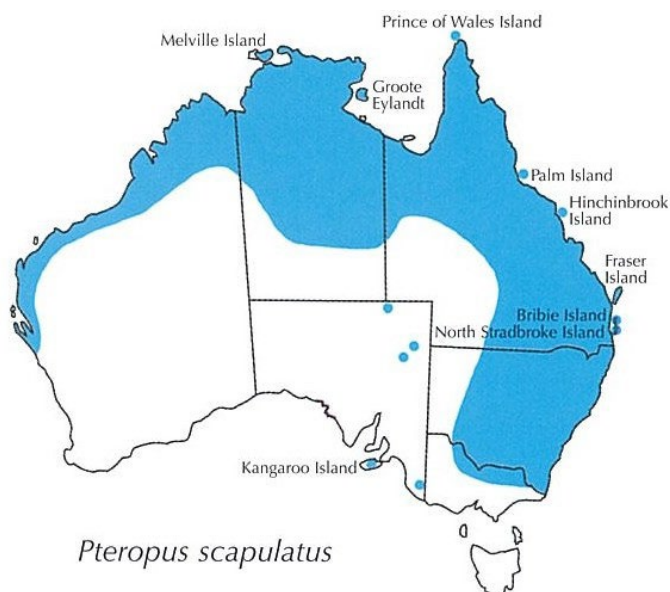 Prince of Wales Island
Melville Island
Groote
Eylandt
Palm Island
Hinchinbrook
Island
Fraser
Island
Bribie Island
North Stradbroke Island
Kangaroo Island
Pteropus scapulatus